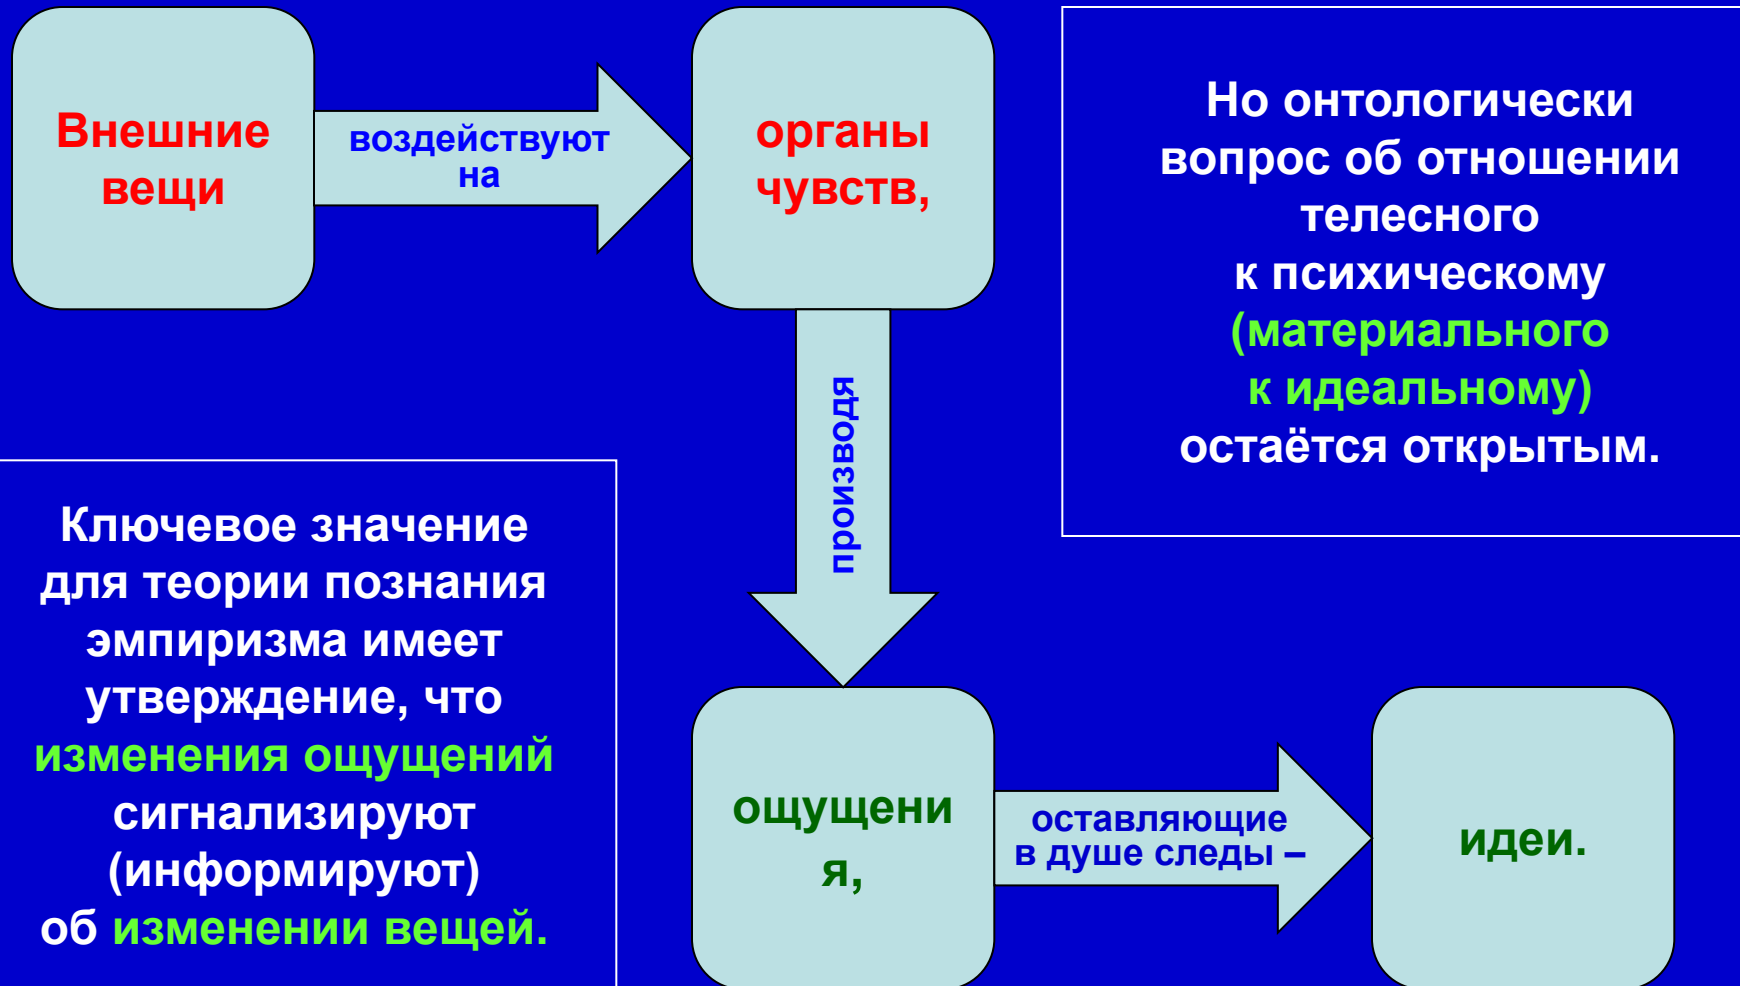 Внешние
вещи
воздействуют
на
органы
чувств,
Но онтологически
вопрос об отношении
телесного
к психическому
(материального
к идеальному)
остаётся открытым.
производя
Ключевое значение
для теории познания
эмпиризма имеет
утверждение, что
изменения ощущений
сигнализируют
(информируют)
об изменении вещей.
ощущени
я,
оставляющие
в душе следы –
идеи.